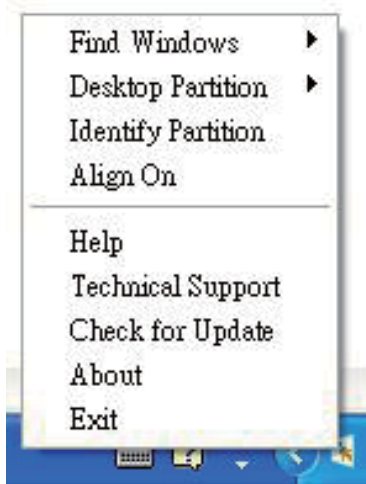 Find Windows
Desktop Partition
Identify Partition
Align On
Help
Technical Support
Check for Update
About
Exit